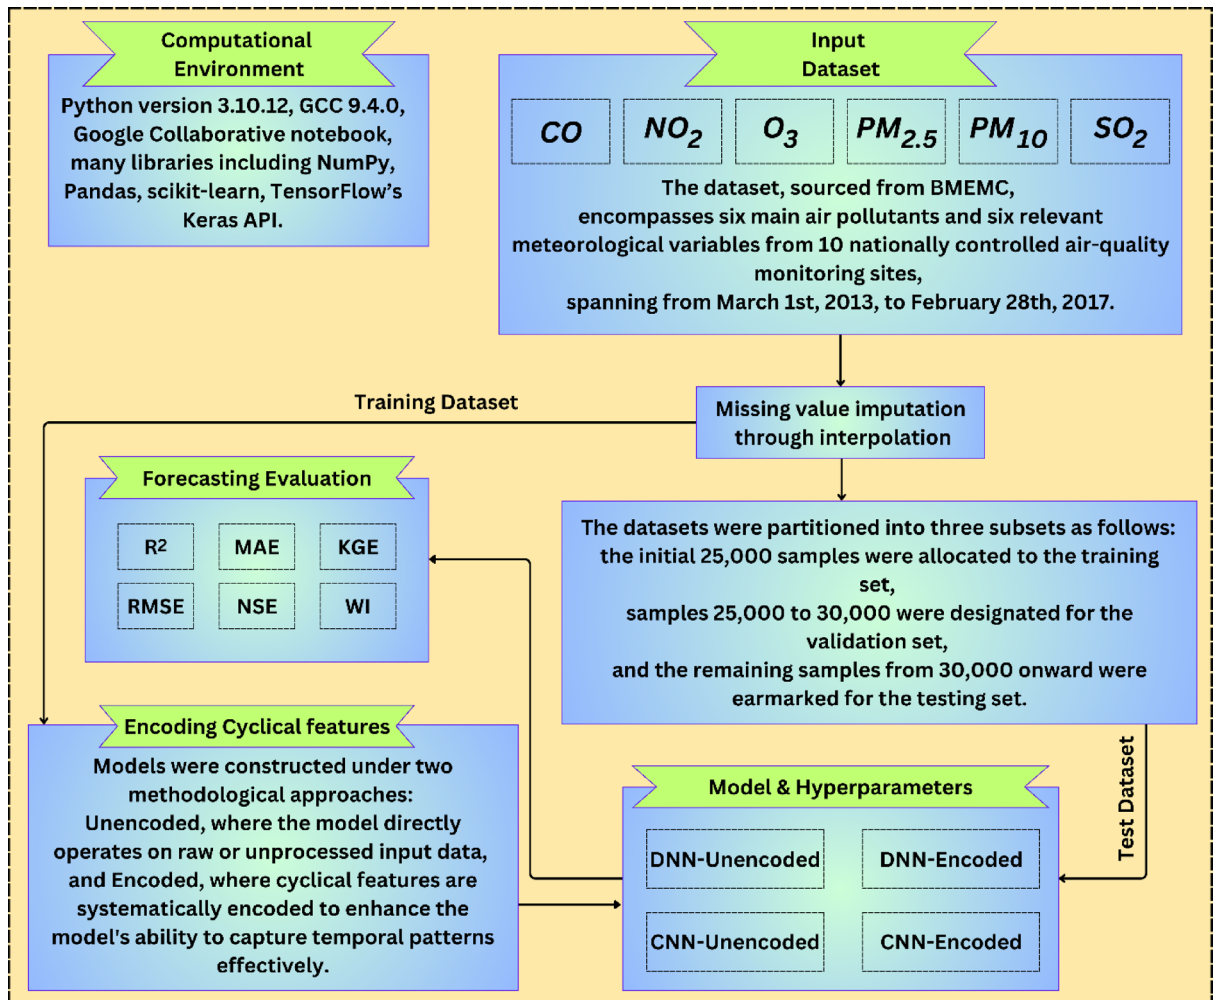 Computational
Environment
Python version 3.10.12, GCC 9.4.0,
Google Collaborative notebook,
many libraries including NumPy,
Pandas, scikit-learn, TensorFlow’s
Keras API.
Input
Dataset
CO
NO2
O3
PM2.5
PM10
SO2
The dataset, sourced from BMEMC,
encompasses six main air pollutants and six relevant
meteorological variables from 10 nationally controlled air-quality
monitoring sites,
spanning from March 1st, 2013, to February 28th, 2017.
Missing value imputation
through interpolation
Training Dataset
The datasets were partitioned into three subsets as follows:
the initial 25,000 samples were allocated to the training
set,
samples 25,000 to 30,000 were designated for the
validation set,
and the remaining samples from 30,000 onward were
earmarked for the testing set.
Forecasting Evaluation
R2
MAE
KGE
RMSE
NSE
WI
Encoding Cyclical features
Models were constructed under two
methodological approaches:
Unencoded, where the model directly
operates on raw or unprocessed input data,
and Encoded, where cyclical features are
systematically encoded to enhance the
model's ability to capture temporal patterns
effectively.
Test Dataset
Model & Hyperparameters
DNN-Unencoded
DNN-Encoded
CNN-Unencoded
CNN-Encoded